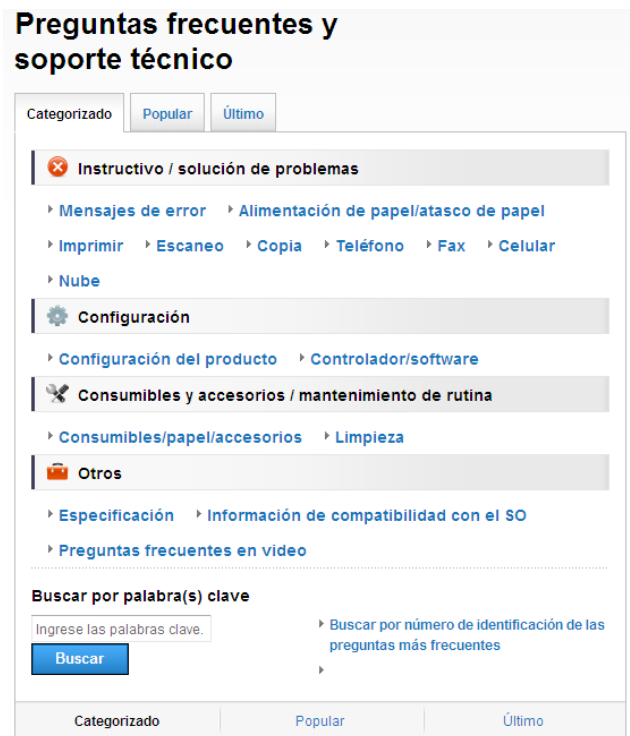 Preguntas frecuentes y
soporte técnico
Categorizado Popular Último
Instructivo / solución de problemas
Mensajes de error Alimentación de papel/atasco de papel
Imprimir Escaneo Copia Teléfono Fax Celular
Nube
Configuración
Configuración del producto Controlador/software
Consumibles y accesorios / mantenimiento de rutina
Consumibles/papel/accesorios Limpieza
Otros
Especificación Información de compatibilidad con el SO
Preguntas frecuentes en video
Buscar por palabra(s) clave
Ingrese las palabras clave.
Buscar
Buscar por número de identificación de las
preguntas más frecuentes
Categorizado Popular Último